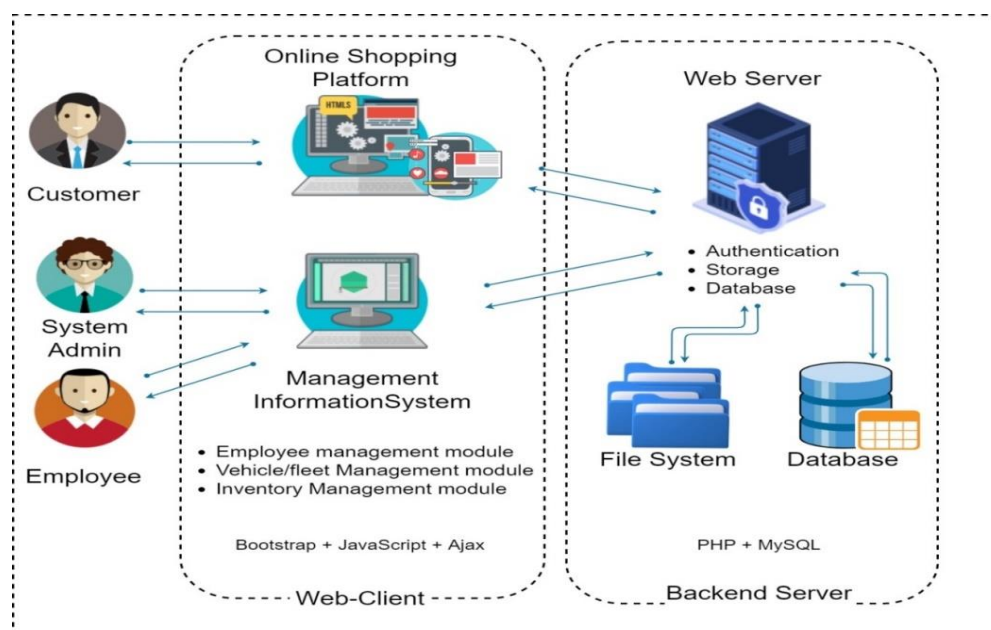 Online Shopping
Platform
HTML5
Customer
System
Admin
Employee
Management
InformationSystem
• Employee management module
• Vehicle/fleet Management module
• Inventory Management module
Bootstrap + JavaScript + Ajax
Web-Client
Web Server
• Authentication
• Storage
• Database
File System
Database
PHP + MySQL
Backend Server